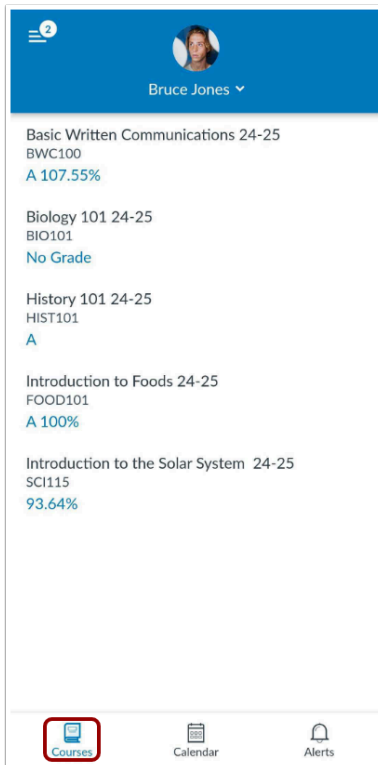 2
Bruce Jones
Basic Written Communications 24-25
BWC100
A 107.55%
Biology 101 24-25
BIO101
No Grade
History 101 24-25
HIST101
A
Introduction to Foods 24-25
FOOD101
A 100%
Introduction to the Solar System 24-25
SCI115
93.64%
Courses
Calendar
Alerts